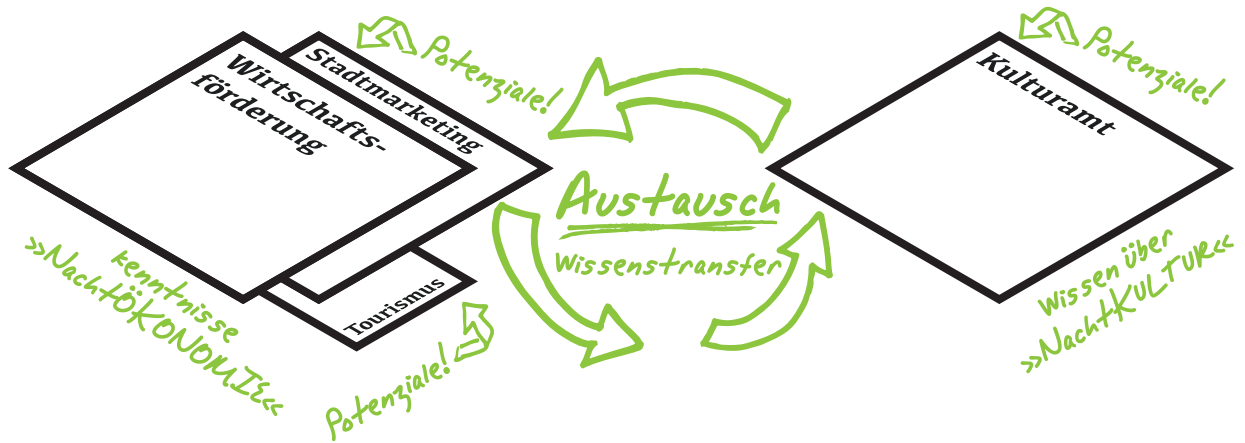 Wirtschafts-
förderung
Stadtmarketing
Potenziale!
Tourismus
Potenziale!
kenntnisse
»NachtÖKONOMIE«
Austausch
Wissenstransfer
Kulturamt
Potenziale!
Wissen über
»NachtKULTUR«